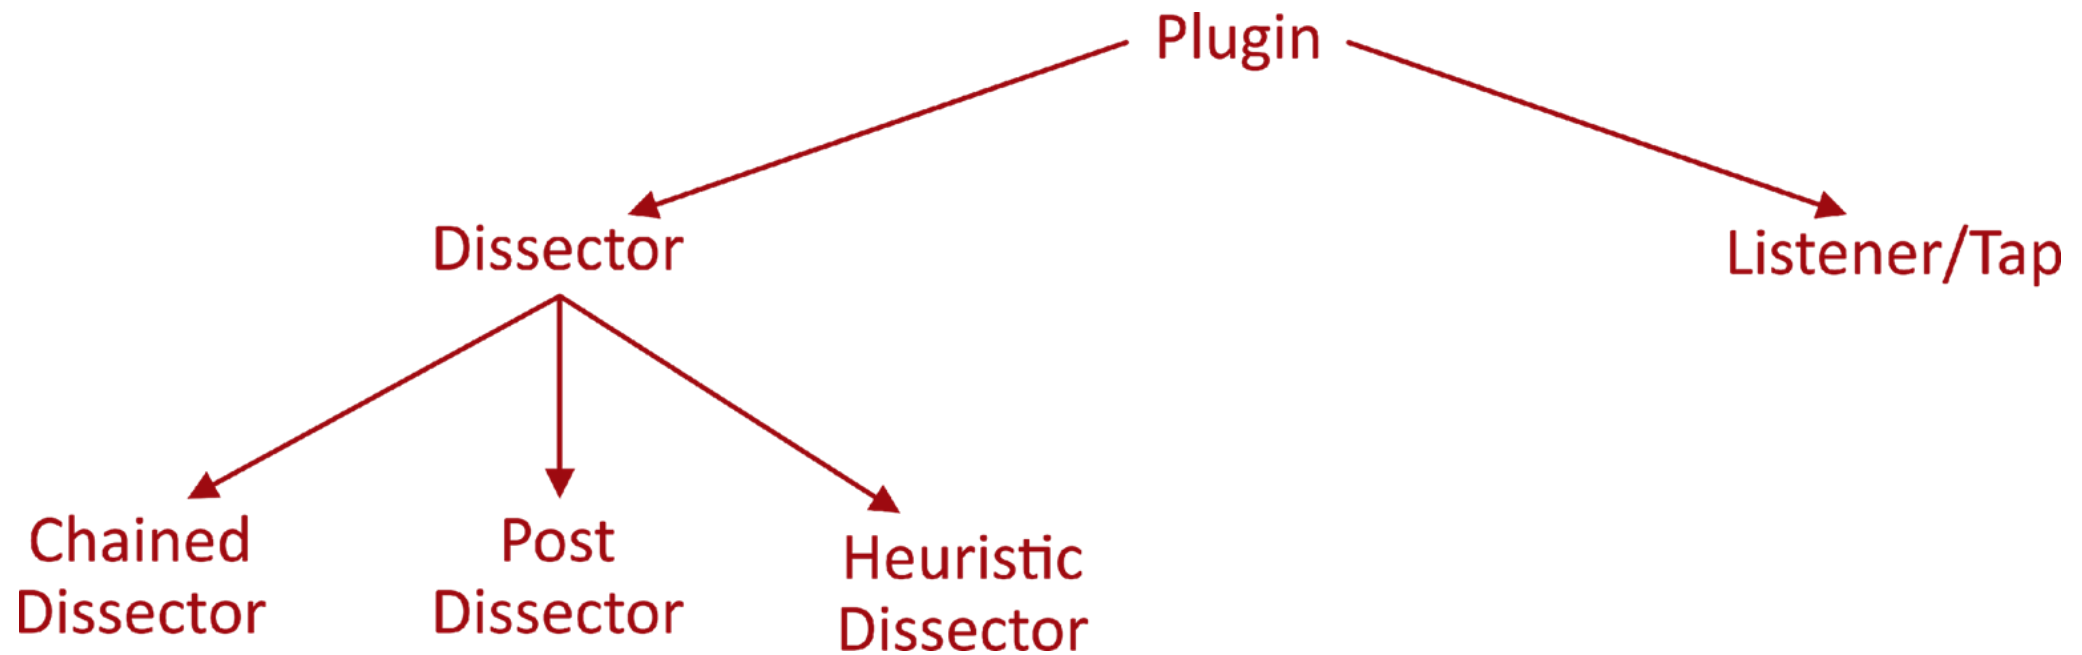 Plugin
Dissector
Listener/Tap
Chained
Dissector
Post
Dissector
Heuristic
Dissector